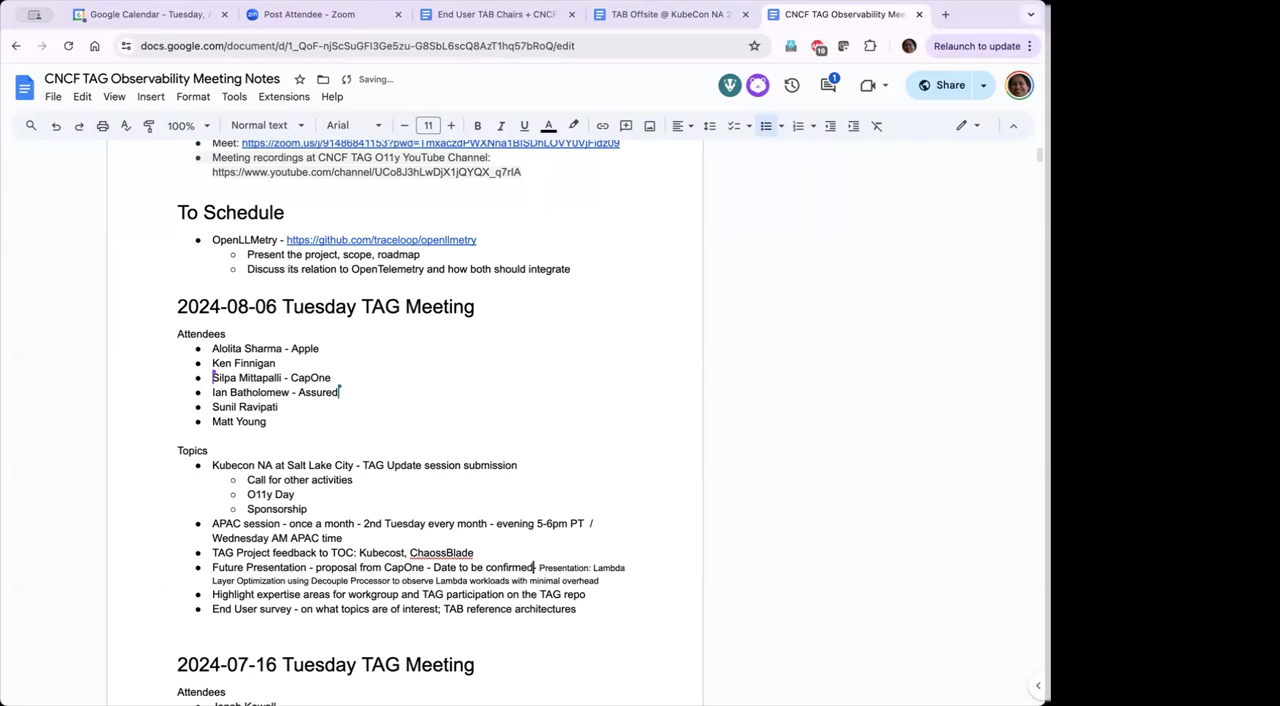 Google Calendar - Tuesday, A
Post Attendee - Zoom
End User TAB Chairs + CNCF
TAB Offsite @ KubeCon NA 2
CNCF TAG Observability Mee
docs.google.com/document/d/1_QoF-njScSuGFl3Ge5zu-G8SbL6scQ8AzT1hq57bRoQ/edit
19
Relaunch to update
CNCF TAG Observability Meeting Notes
Saving...
File Edit View Insert Format Tools Extensions Help
1
Share
100% Normal text Arial 11
Meet:
Meeting recordings at CNCF TAG O11y YouTube Channel:
https://www.youtube.com/channel/UCo8J3hLwDjX1jQYQX_q7rIA
To Schedule
OpenLLMetry - https://github.com/traceloop/openllmetry
Present the project, scope, roadmap
Discuss its relation to OpenTelemetry and how both should integrate
2024-08-06 Tuesday TAG Meeting
Attendees
Alolita Sharma - Apple
Ken Finnigan
Silpa Mittapalli - CapOne
Ian Batholomew - Assured
Sunil Ravipati
Matt Young
Topics
Kubecon NA at Salt Lake City - TAG Update session submission
Call for other activities
O11y Day
Sponsorship
APAC session - once a month - 2nd Tuesday every month - evening 5-6pm PT /
Wednesday AM APAC time
TAG Project feedback to TOC: Kubecost, ChaossBlade
Future Presentation - proposal from CapOne - Date to be confirmed- Presentation: Lambda
Layer Optimization using Decouple Processor to observe Lambda workloads with minimal overhead
Highlight expertise areas for workgroup and TAG participation on the TAG repo
End User survey - on what topics are of interest; TAB reference architectures
2024-07-16 Tuesday TAG Meeting
Attendees